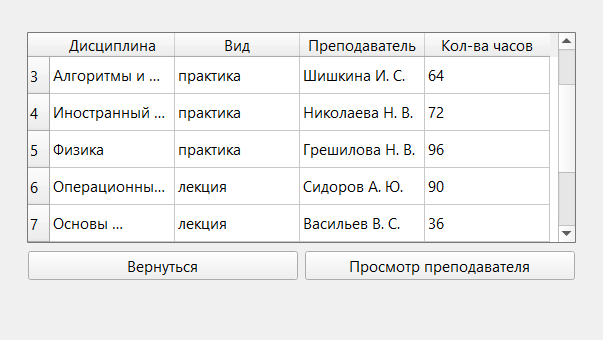 Дисциплина Вид Преподаватель Кол-ва часов
3 Алгоритмы и ... практика Шишкина И. С. 64
4 Иностранный ... практика Николаева Н. В. 72
5 Физика практика Грешилова Н. В. 96
6 Операционны... лекция Сидоров А. Ю. 90
7 Основы ... лекция Васильев В. С. 36
Вернуться Просмотр преподавателя